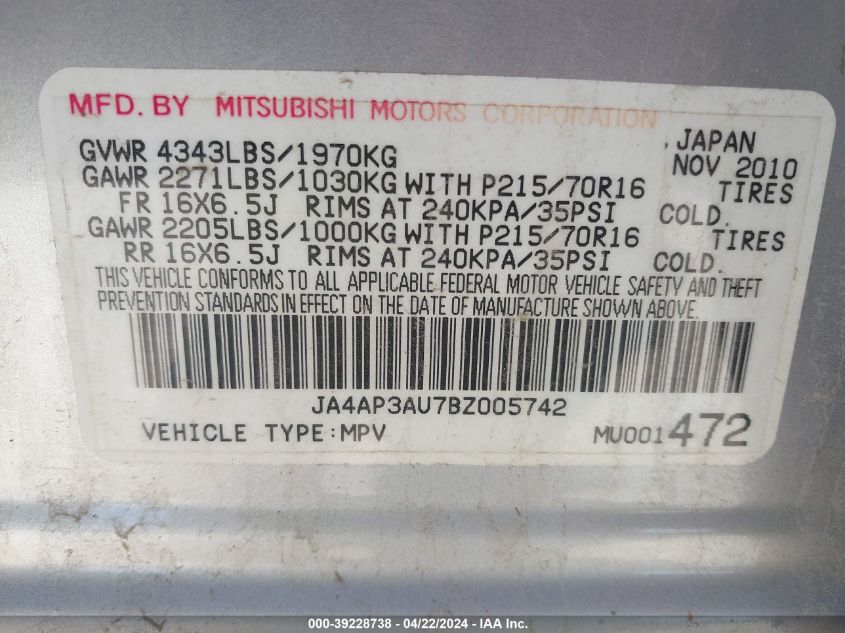 MFD. BY MITSUBISHI MOTORS CORPORATION
, JAPAN
GVWR 4343LBS/1970KG NOV 2010
GAWR 2271LBS/1030KG WITH P215/70R16 TIRES
FR 16X6.5J RIMS AT 240KPA/35PSI COLD.
GAWR 2205LBS/1000KG WITH P215/70R16 TIRES
RR 16X6.5J RIMS AT 240KPA/35PSI COLD.
THIS VEHICLE CONFORMS TO ALL APPLICABLE FEDERAL MOTOR VEHICLE SAFETY AND THEFT
PREVENTION STANDARDS IN EFFECT ON THE DATE OF MANUFACTURE SHOWN ABOVE.
JA4AP3AU7BZ005742
VEHICLE TYPE:MPV MU001472
000-39228738 - 04/22/2024 - IAA Inc.